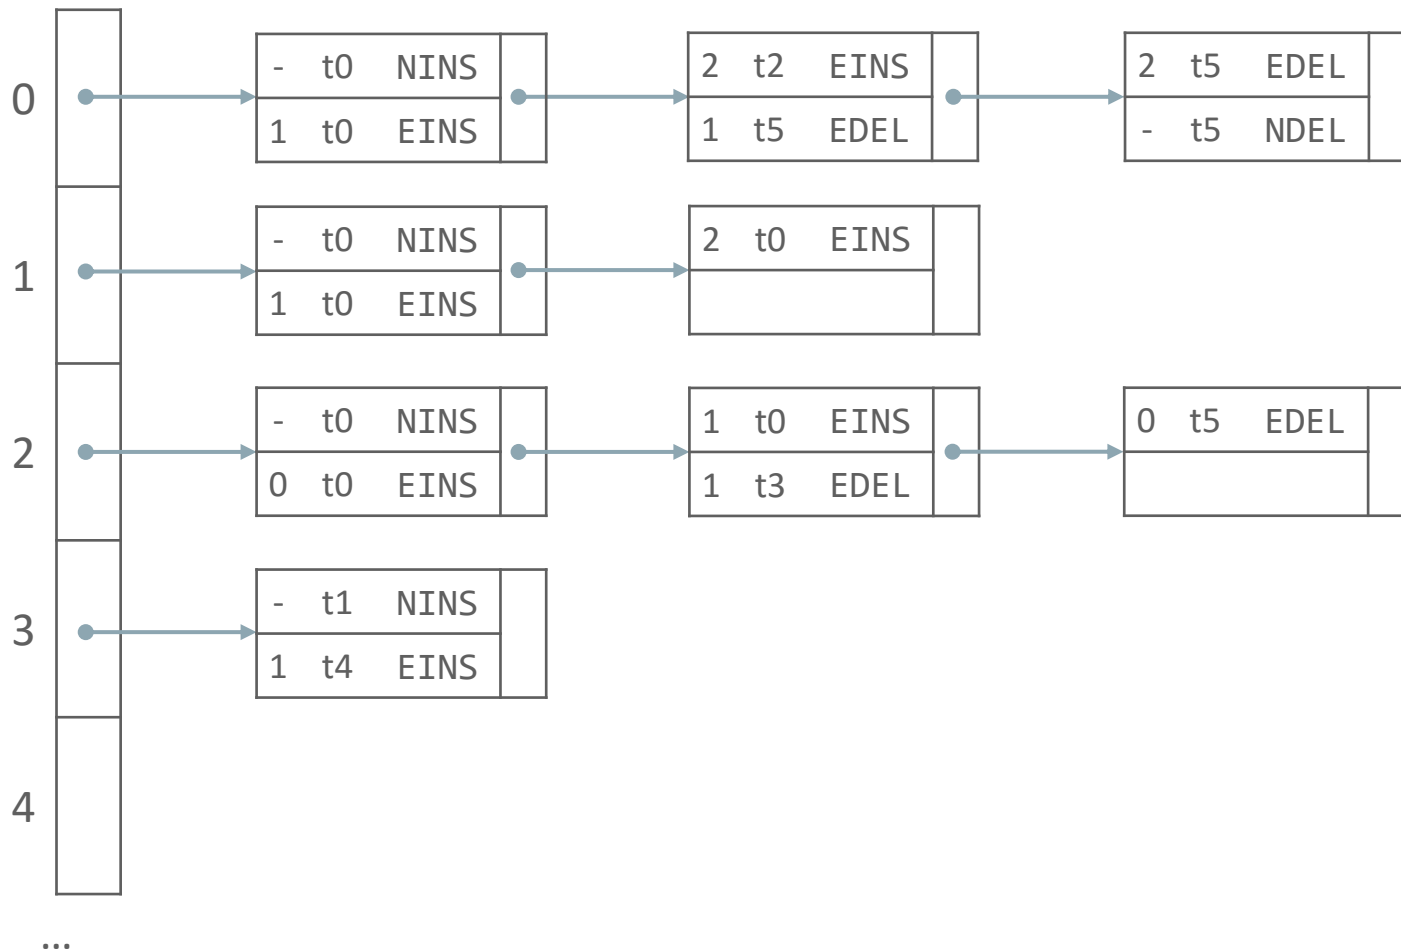 - t0 NINS 2 t2 EINS 2 t5 EDEL
0
1 t0 EINS 1 t5 EDEL - t5 NDEL
- t0 NINS 2 t0 EINS
1
1 t0 EINS
- t0 NINS 1 t0 EINS 0 t5 EDEL
2
0 t0 EINS 1 t3 EDEL
- t1 NINS
3
1 t4 EINS
4
...